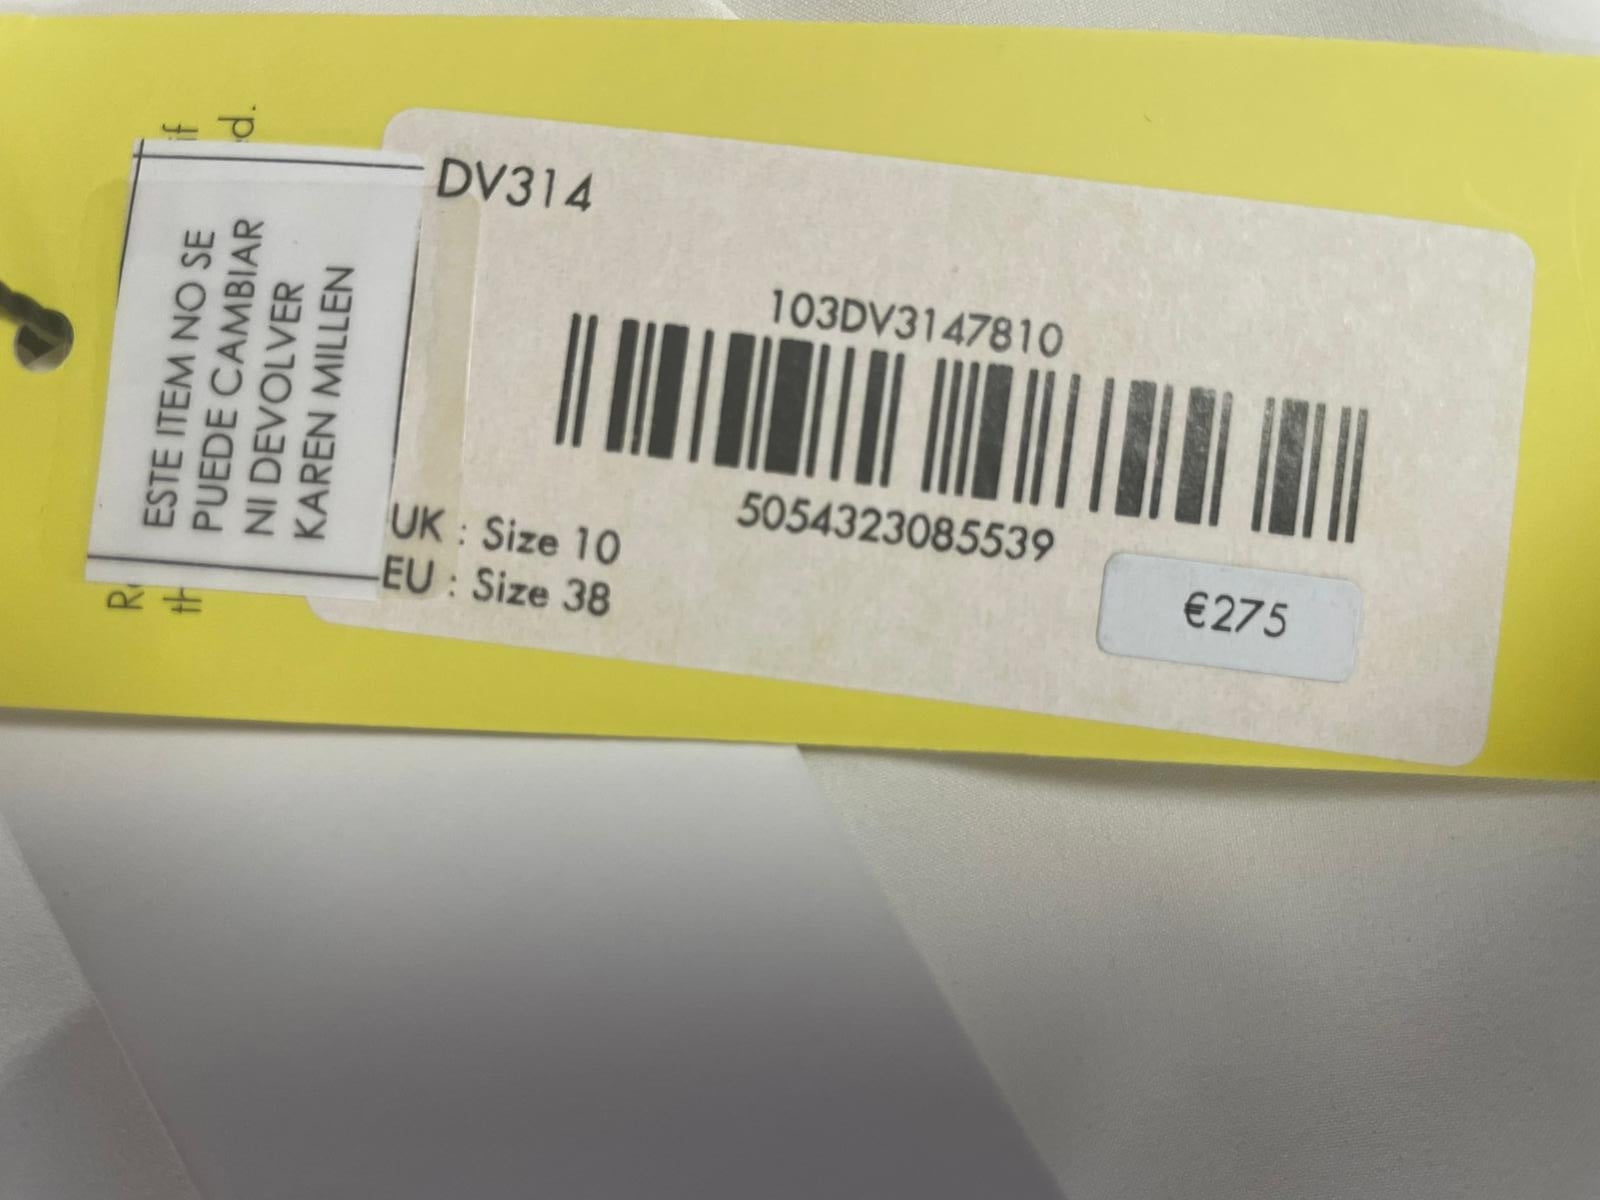 DV314
103DV3147810
5054323085539
UK : Size 10
EU : Size 38
€275
ESTE ITEM NO SE
PUEDE CAMBIAR
NI DEVOLVER
KAREN MILLEN
if
d.